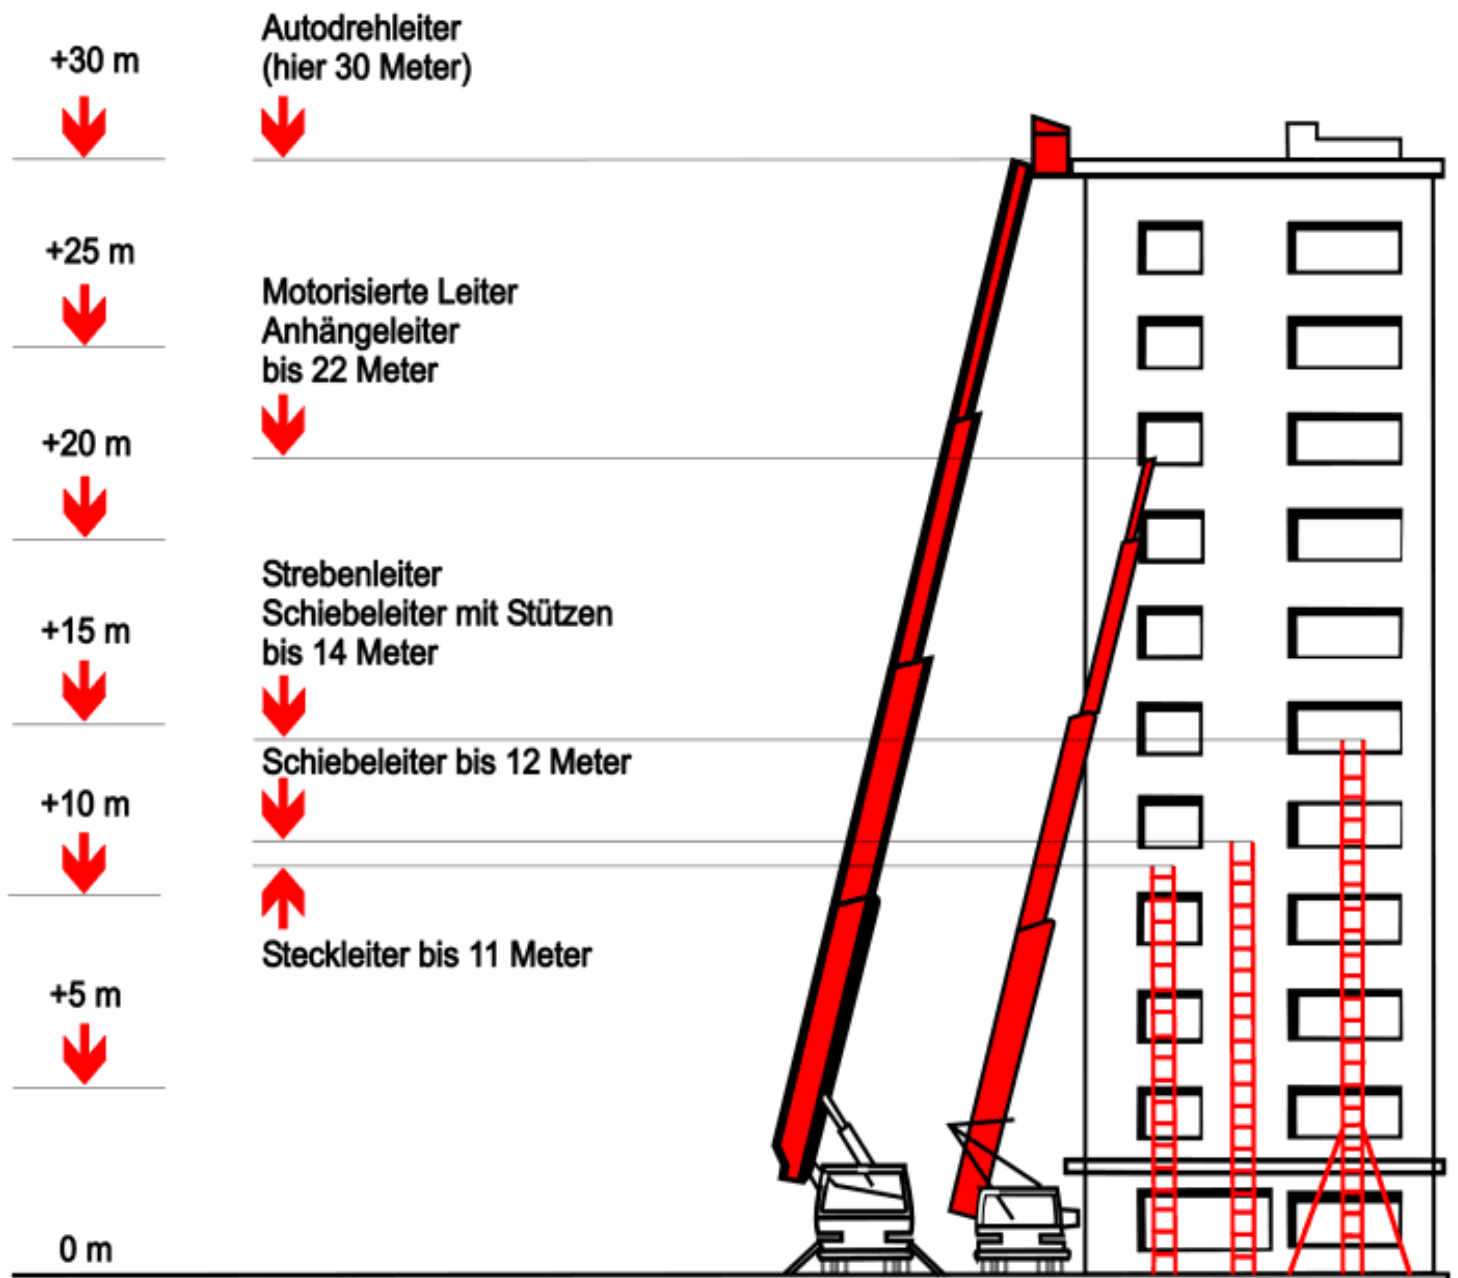 +30 m
Autodrehleiter
(hier 30 Meter)
+25 m
Motorisierte Leiter
Anhängeleiter
bis 22 Meter
+20 m
Strebenleiter
Schiebeleiter mit Stützen
bis 14 Meter
+15 m
Schiebeleiter bis 12 Meter
+10 m
Steckleiter bis 11 Meter
+5 m
0 m